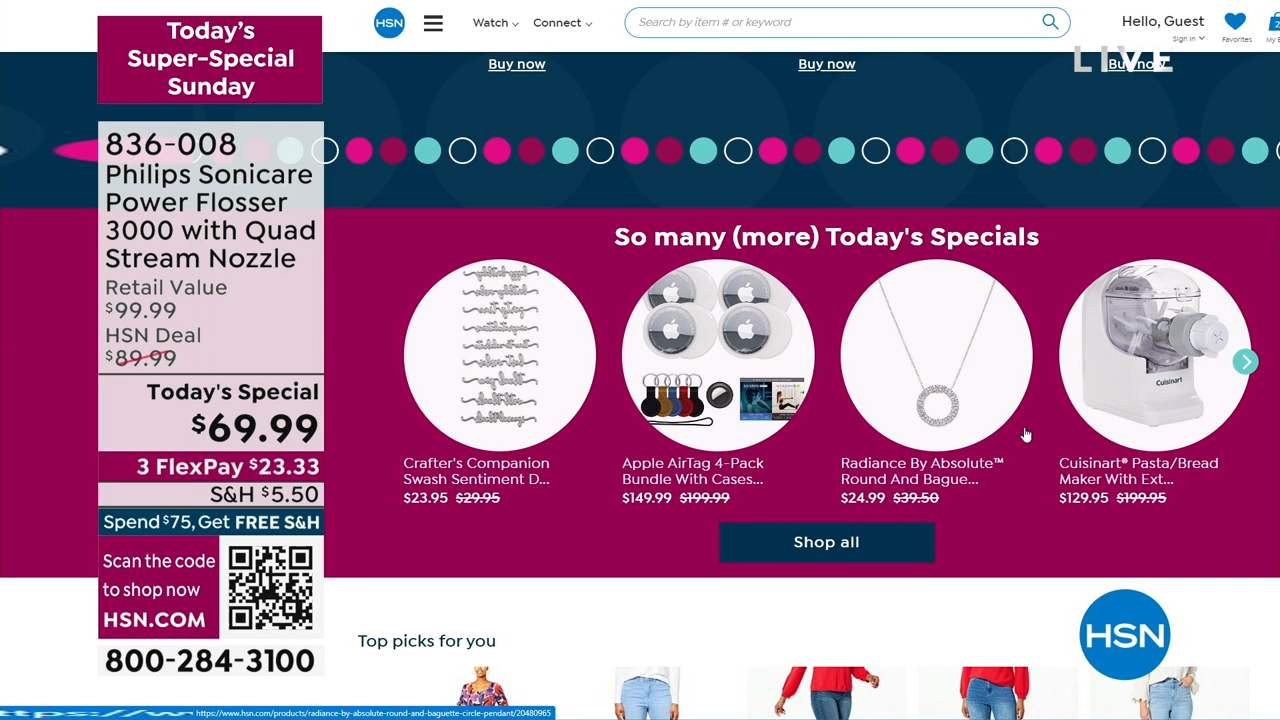 Today's
Super-Special
Sunday
836-008
Philips Sonicare
Power Flosser
3000 with Quad
Stream Nozzle
Retail Value
$99.99
HSN Deal
$89.99
Today's Special
$69.99
3 FlexPay $23.33
S&H $5.50
Spend $75, Get FREE S&H
Scan the code
to shop now
HSN.COM
800-284-3100
HSN
Watch
Connect
Search by item # or keyword
Hello, Guest
Sign In
Favorites
LIVE
Buy now
Buy now
Buy now
So many (more) Today's Specials
Cuisinart
Crafter's Companion
Swash Sentiment D...
$23.95 $29.95
Apple AirTag 4-Pack
Bundle With Cases...
$149.99 $199.99
Radiance By Absolute™
Round And Bague...
$24.99 $39.50
Cuisinart® Pasta/Bread
Maker With Ext...
$129.95 $199.95
Shop all
Top picks for you
HSN
https://www.hsn.com/products/radiance-by-absolute-round-and-baguette-circle-pendant/20480965